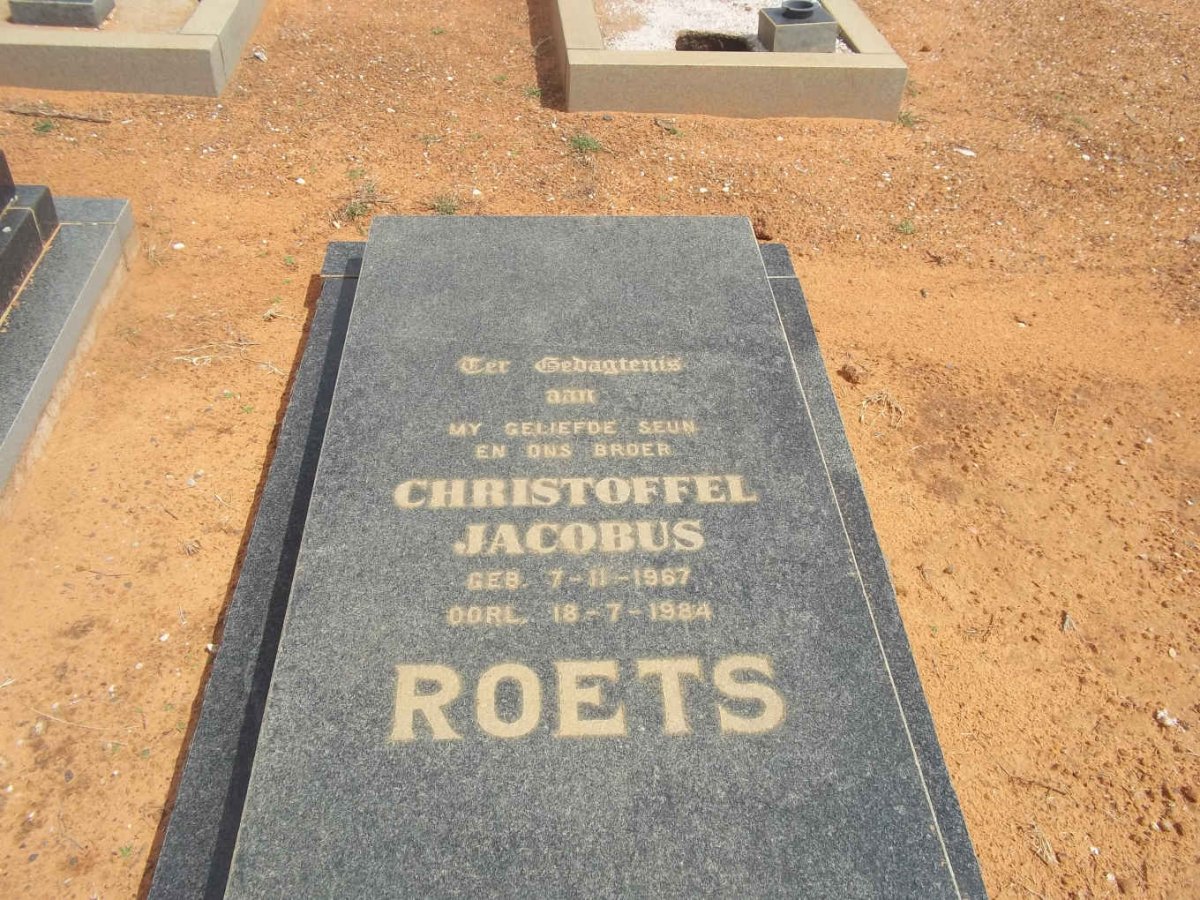 Ter Gedagtenis
aan
MY GELIEFDE SEUN
EN ONS BROER
CHRISTOFFEL
JACOBUS
GEB. 7-11-1967
OORL. 18-7-1984
ROETS